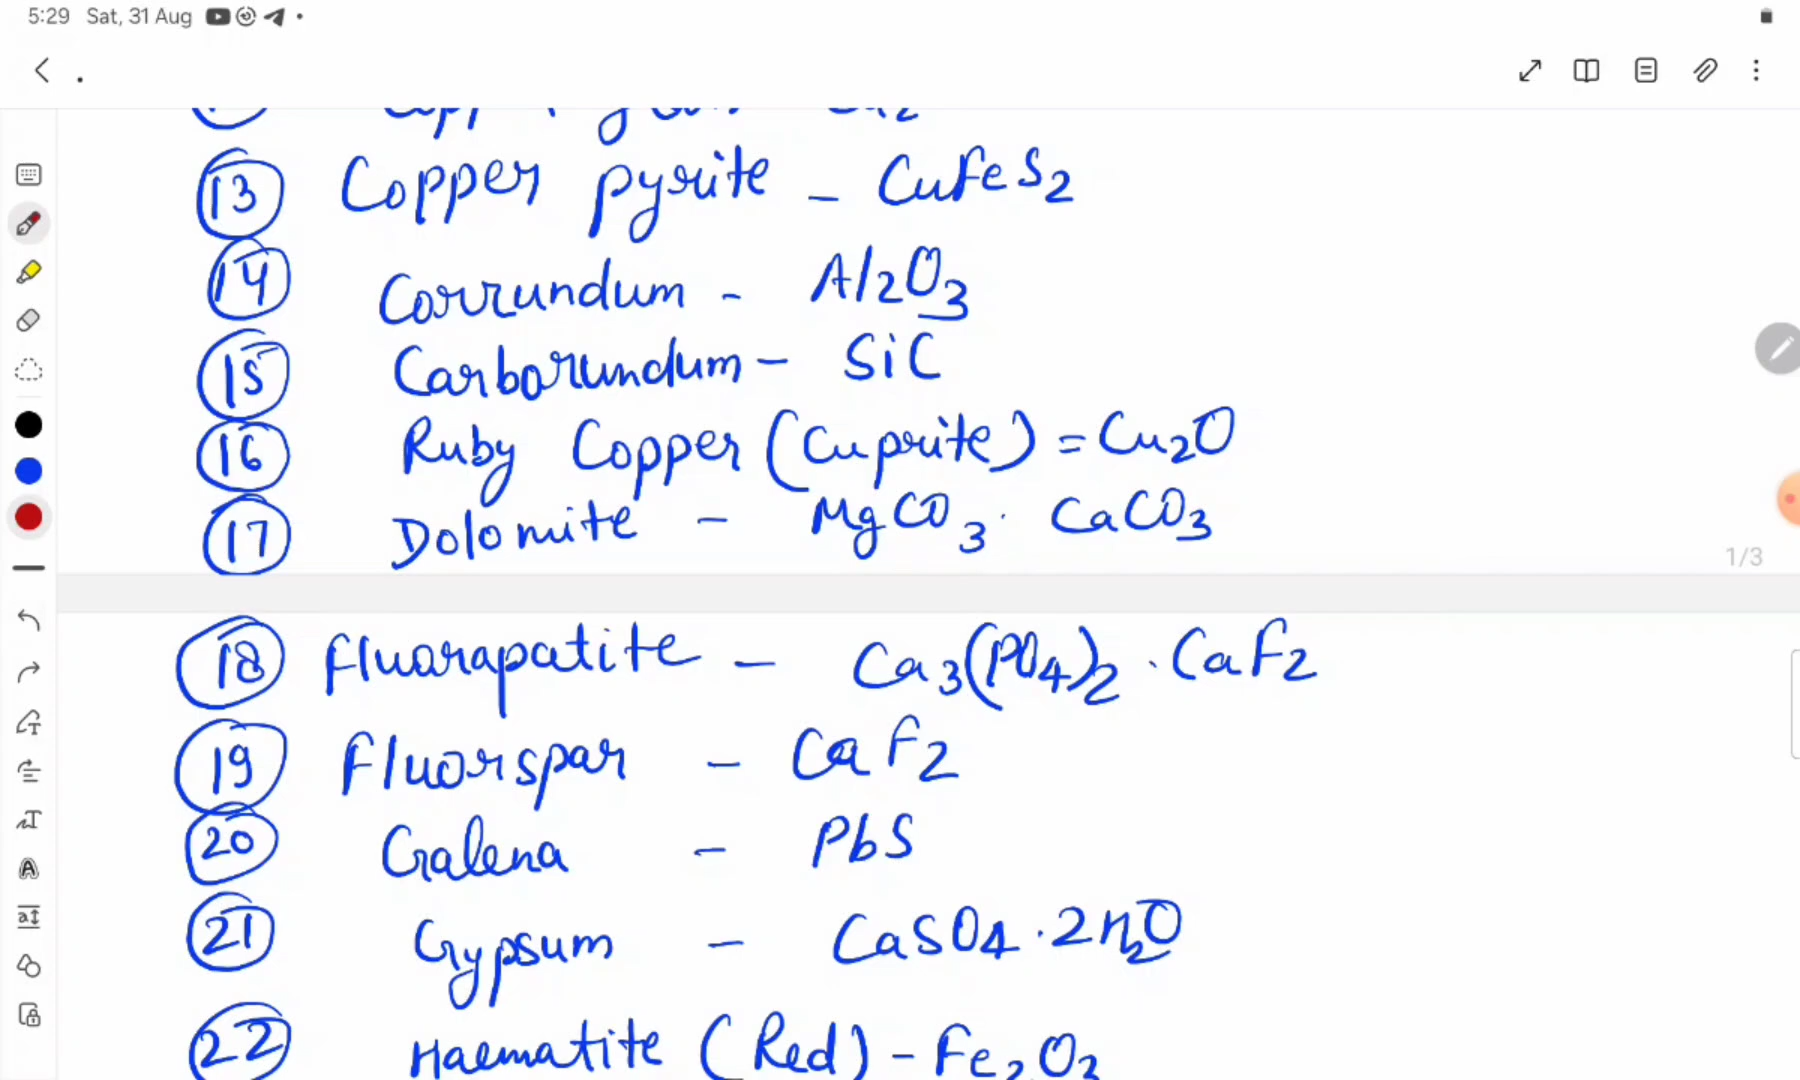 5:29 Sat, 31 Aug
13 Copper pyrite - CuFeS2
14 Corrundum - Al2O3
15 Carborundum - SiC
16 Ruby Copper (Cuprite) = Cu2O
17 Dolomite - MgCO3. CaCO3
1/3
18 Fluorapatite - Ca3(PO4)2 . CaF2
19 Fluorspar - CaF2
20 Galena - PbS
21 Gypsum - CaSO4 . 2H2O
22 Haematite (Red) - Fe2O3